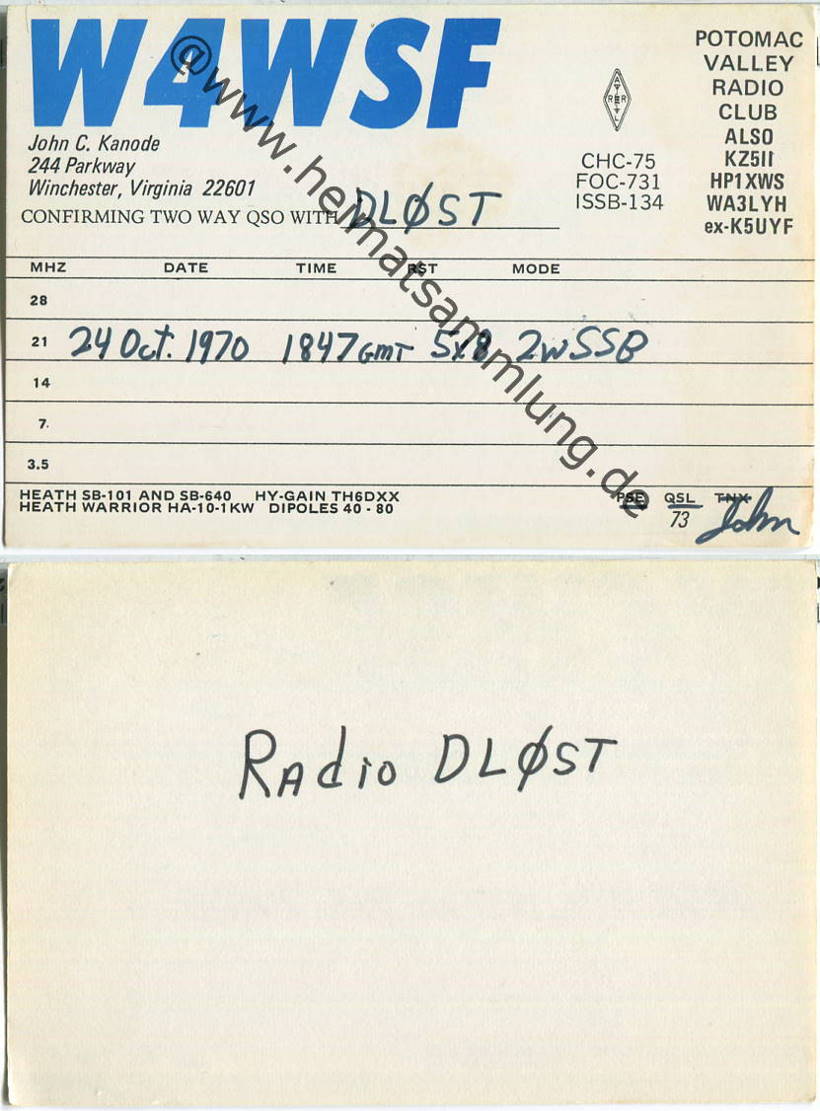 W4WSF
POTOMAC
VALLEY
RADIO
CLUB
ALSO
KZ5II
HP1XWS
WA3LYH
ex-K5UYF
ARRL
CHC-75
FOC-731
ISSB-134
John C. Kanode
244 Parkway
Winchester, Virginia 22601
CONFIRMING TWO WAY QSO WITH DLØST
MHZ DATE TIME RST MODE
28
21 24 Oct. 1970 1847 GMT 5x8 2WSSB
14
7.
3.5
HEATH SB-101 AND SB-640 HY-GAIN TH6DXX
HEATH WARRIOR HA-10-1KW DIPOLES 40 - 80
PSE QSL TNX
73 John
@www.heimatsammlung.de
Radio DLØST